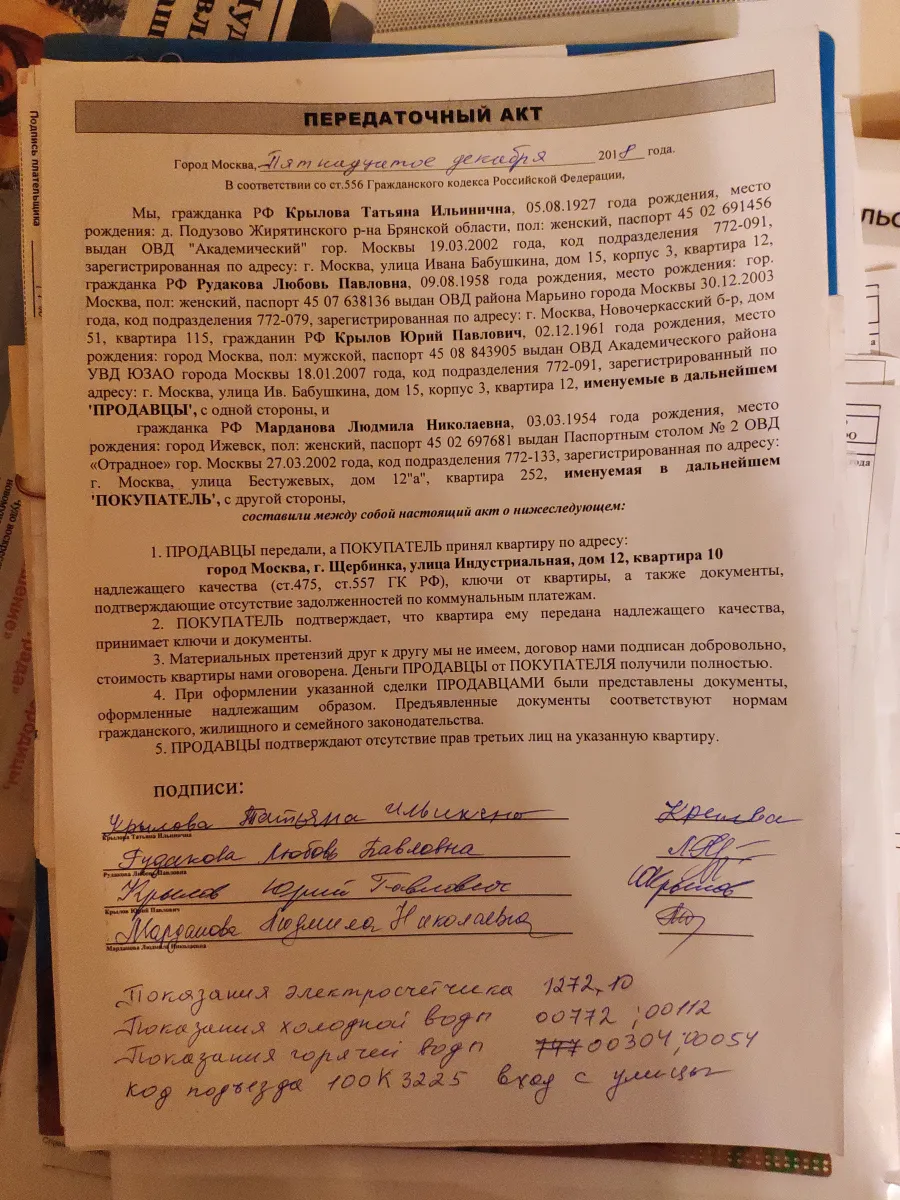 Подпись плательщика
ПЕРЕДАТОЧНЫЙ АКТ
Город Москва, Пятнадцатое декабря 2018 года.
В соответствии со ст.556 Гражданского кодекса Российской Федерации,
Мы, гражданка РФ Крылова Татьяна Ильинична, 05.08.1927 года рождения, место
рождения: д. Подузово Жирятинского р-на Брянской области, пол: женский, паспорт 45 02 691456
выдан ОВД "Академический" гор. Москвы 19.03.2002 года, код подразделения 772-091,
зарегистрированная по адресу: г. Москва, улица Ивана Бабушкина, дом 15, корпус 3, квартира 12,
гражданка РФ Рудакова Любовь Павловна, 09.08.1958 года рождения, место рождения: гор.
Москва, пол: женский, паспорт 45 07 638136 выдан ОВД района Марьино города Москвы 30.12.2003
года, код подразделения 772-079, зарегистрированная по адресу: г. Москва, Новочеркасский б-р, дом
51, квартира 115, гражданин РФ Крылов Юрий Павлович, 02.12.1961 года рождения, место
рождения: город Москва, пол: мужской, паспорт 45 08 843905 выдан ОВД Академического района
УВД ЮЗАО города Москвы 18.01.2007 года, код подразделения 772-091, зарегистрированный по
адресу: г. Москва, улица Ив. Бабушкина, дом 15, корпус 3, квартира 12, именуемые в дальнейшем
'ПРОДАВЦЫ', с одной стороны, и
гражданка РФ Марданова Людмила Николаевна, 03.03.1954 года рождения, место
рождения: город Ижевск, пол: женский, паспорт 45 02 697681 выдан Паспортным столом № 2 ОВД
«Отрадное» гор. Москвы 27.03.2002 года, код подразделения 772-133, зарегистрированная по адресу:
г. Москва, улица Бестужевых, дом 12"а", квартира 252, именуемая в дальнейшем
'ПОКУПАТЕЛЬ', с другой стороны,
составили между собой настоящий акт о нижеследующем:
1. ПРОДАВЦЫ передали, а ПОКУПАТЕЛЬ принял квартиру по адресу:
город Москва, г. Щербинка, улица Индустриальная, дом 12, квартира 10
надлежащего качества (ст.475, ст.557 ГК РФ), ключи от квартиры, а также документы,
подтверждающие отсутствие задолженностей по коммунальным платежам.
2. ПОКУПАТЕЛЬ подтверждает, что квартира ему передана надлежащего качества,
принимает ключи и документы.
3. Материальных претензий друг к другу мы не имеем, договор нами подписан добровольно,
стоимость квартиры нами оговорена. Деньги ПРОДАВЦЫ от ПОКУПАТЕЛЯ получили полностью.
4. При оформлении указанной сделки ПРОДАВЦАМИ были представлены документы,
оформленные надлежащим образом. Предъявленные документы соответствуют нормам
гражданского, жилищного и семейного законодательства.
5. ПРОДАВЦЫ подтверждают отсутствие прав третьих лиц на указанную квартиру.
ПОДПИСИ:
Крылова Татьяна Ильинична
Крылова Татьяна Ильинична
Рудакова Любовь Павловна
Рудакова Любовь Павловна
Крылов Юрий Павлович Крылов
Крылов Юрий Павлович
Марданова Людмила Николаевна
Марданова Людмила Николаевна
Показания электросчетчика 1272,10
Показания холодной воды 00772 ; 00112
Показания горячей воды 00304; 00054
код подъезда 100К3225 вход с улицы